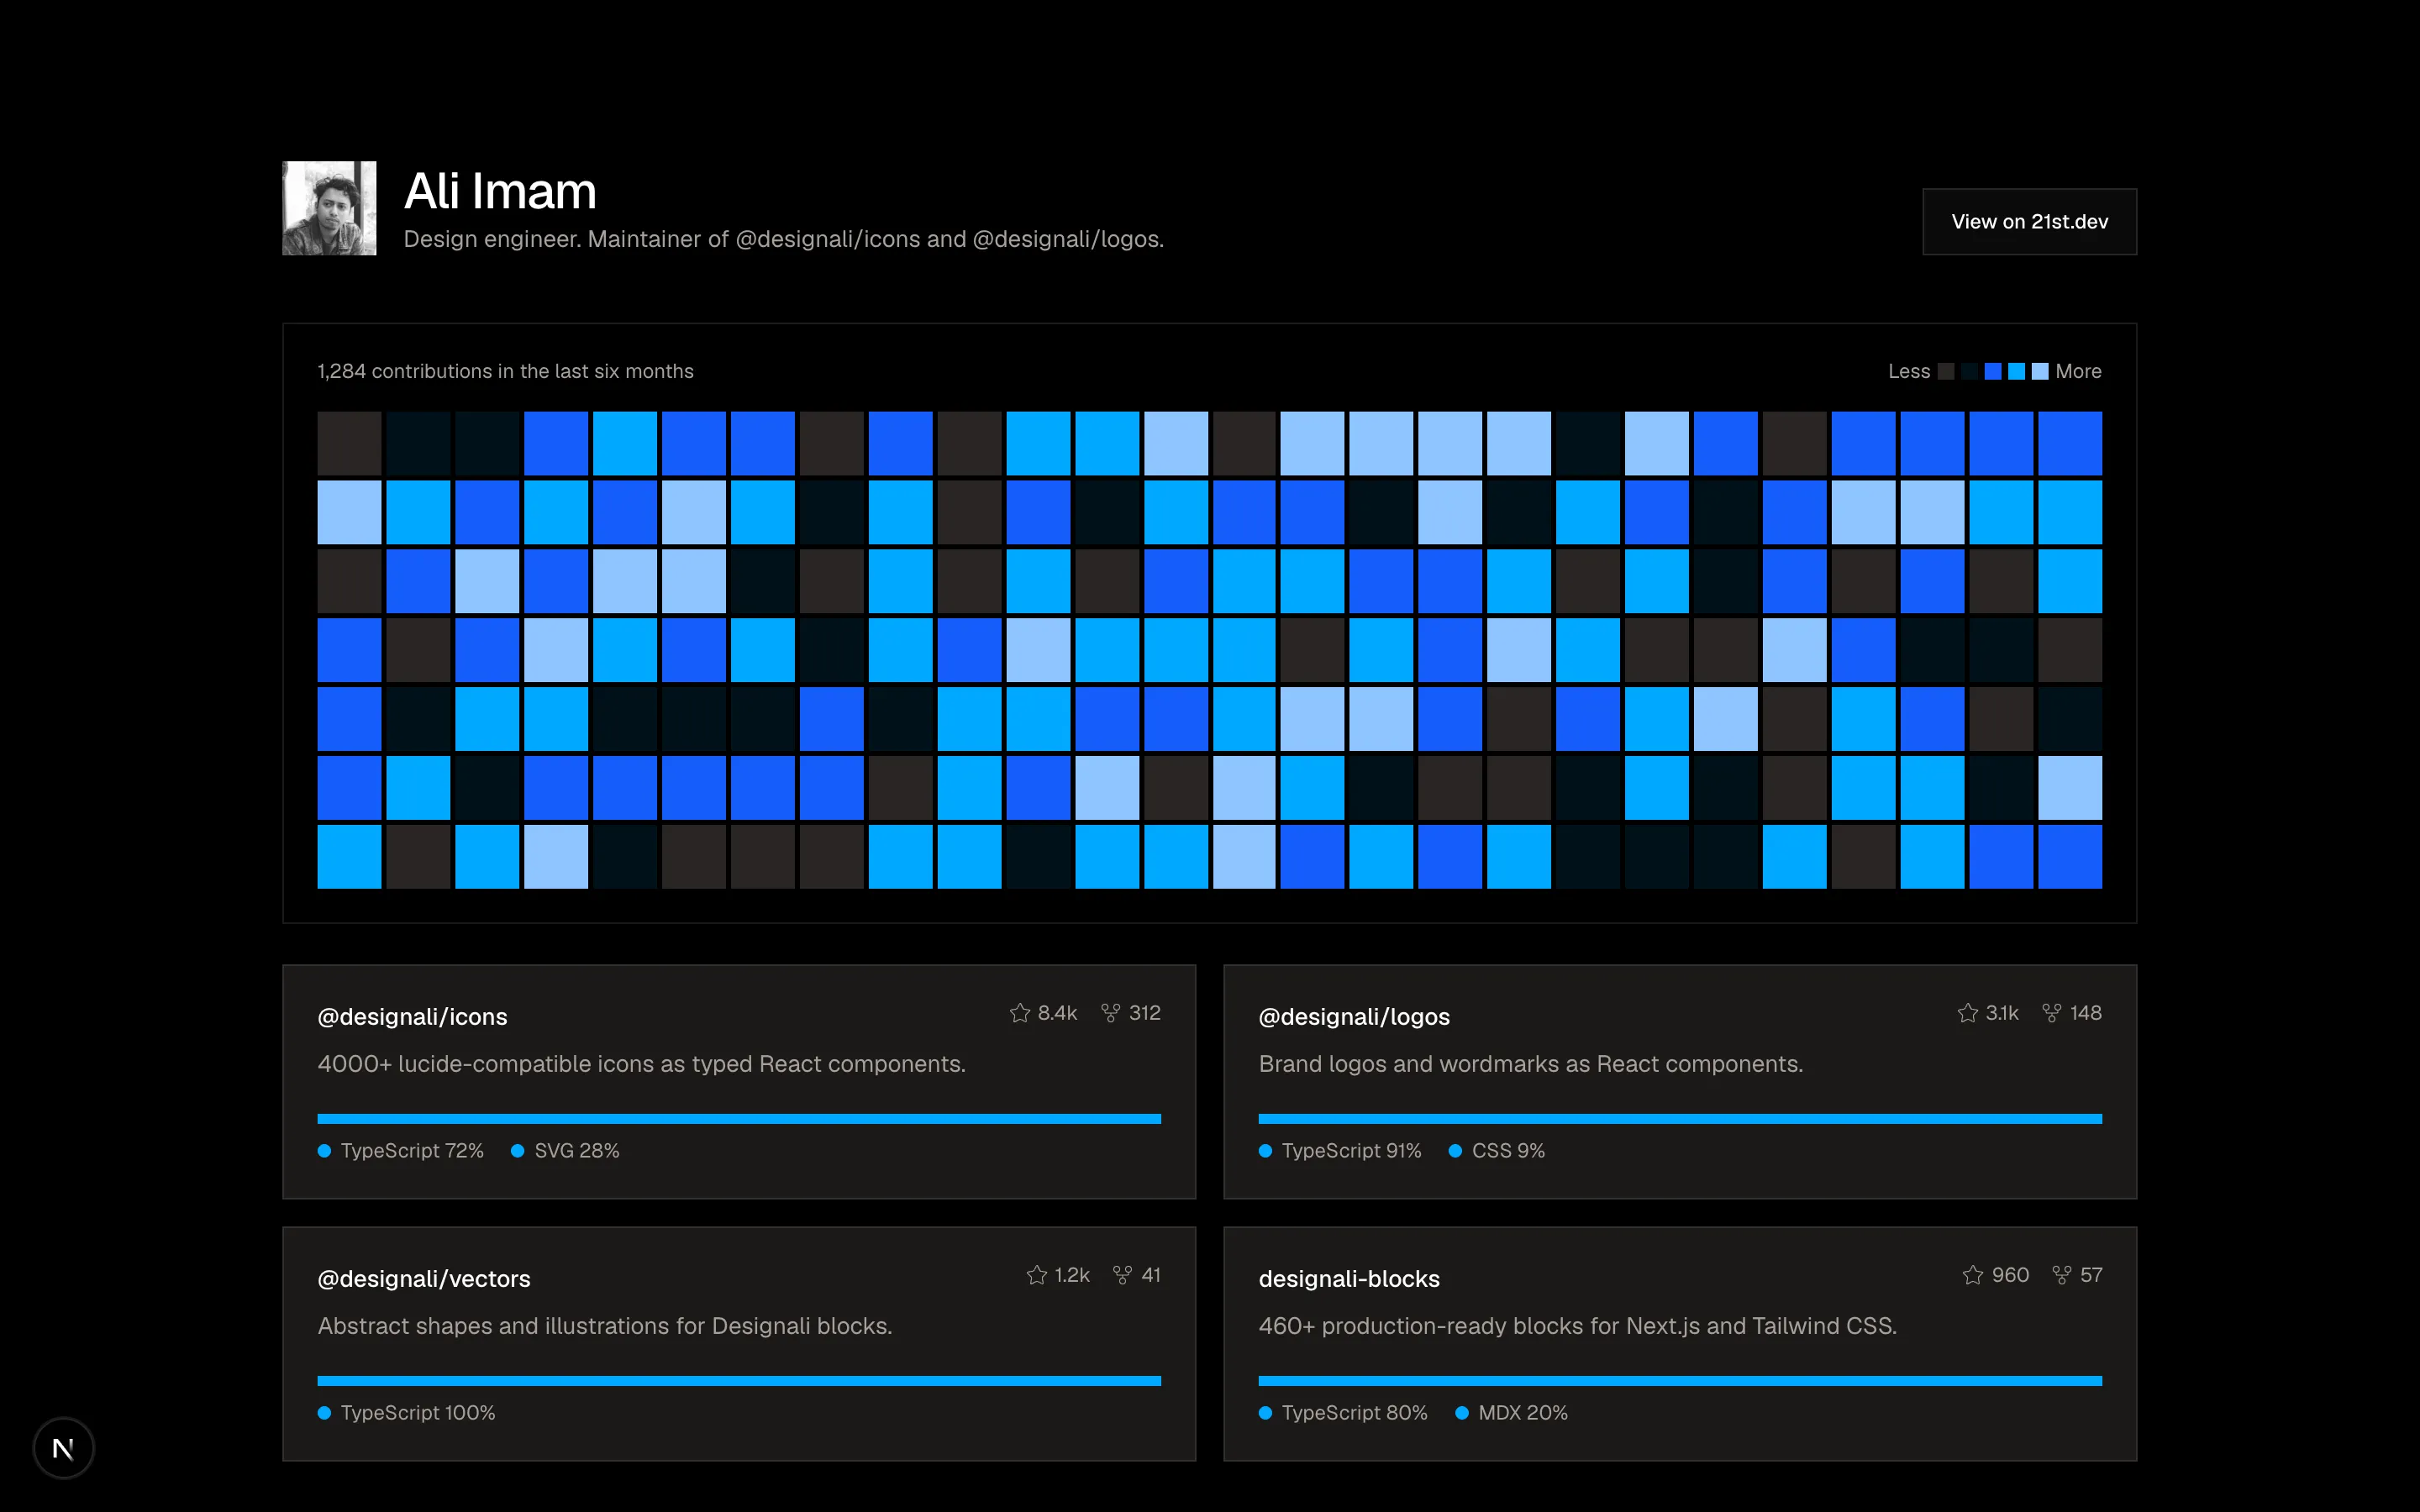 Ali Imam
Design engineer. Maintainer of @designali/icons and @designali/logos.
View on 21st.dev
1,284 contributions in the last six months
Less
More
@designali/icons
8.4k
312
4000+ lucide-compatible icons as typed React components.
TypeScript 72%
SVG 28%
@designali/logos
3.1k
148
Brand logos and wordmarks as React components.
TypeScript 91%
CSS 9%
@designali/vectors
1.2k
41
Abstract shapes and illustrations for Designali blocks.
TypeScript 100%
designali-blocks
960
57
460+ production-ready blocks for Next.js and Tailwind CSS.
TypeScript 80%
MDX 20%
N